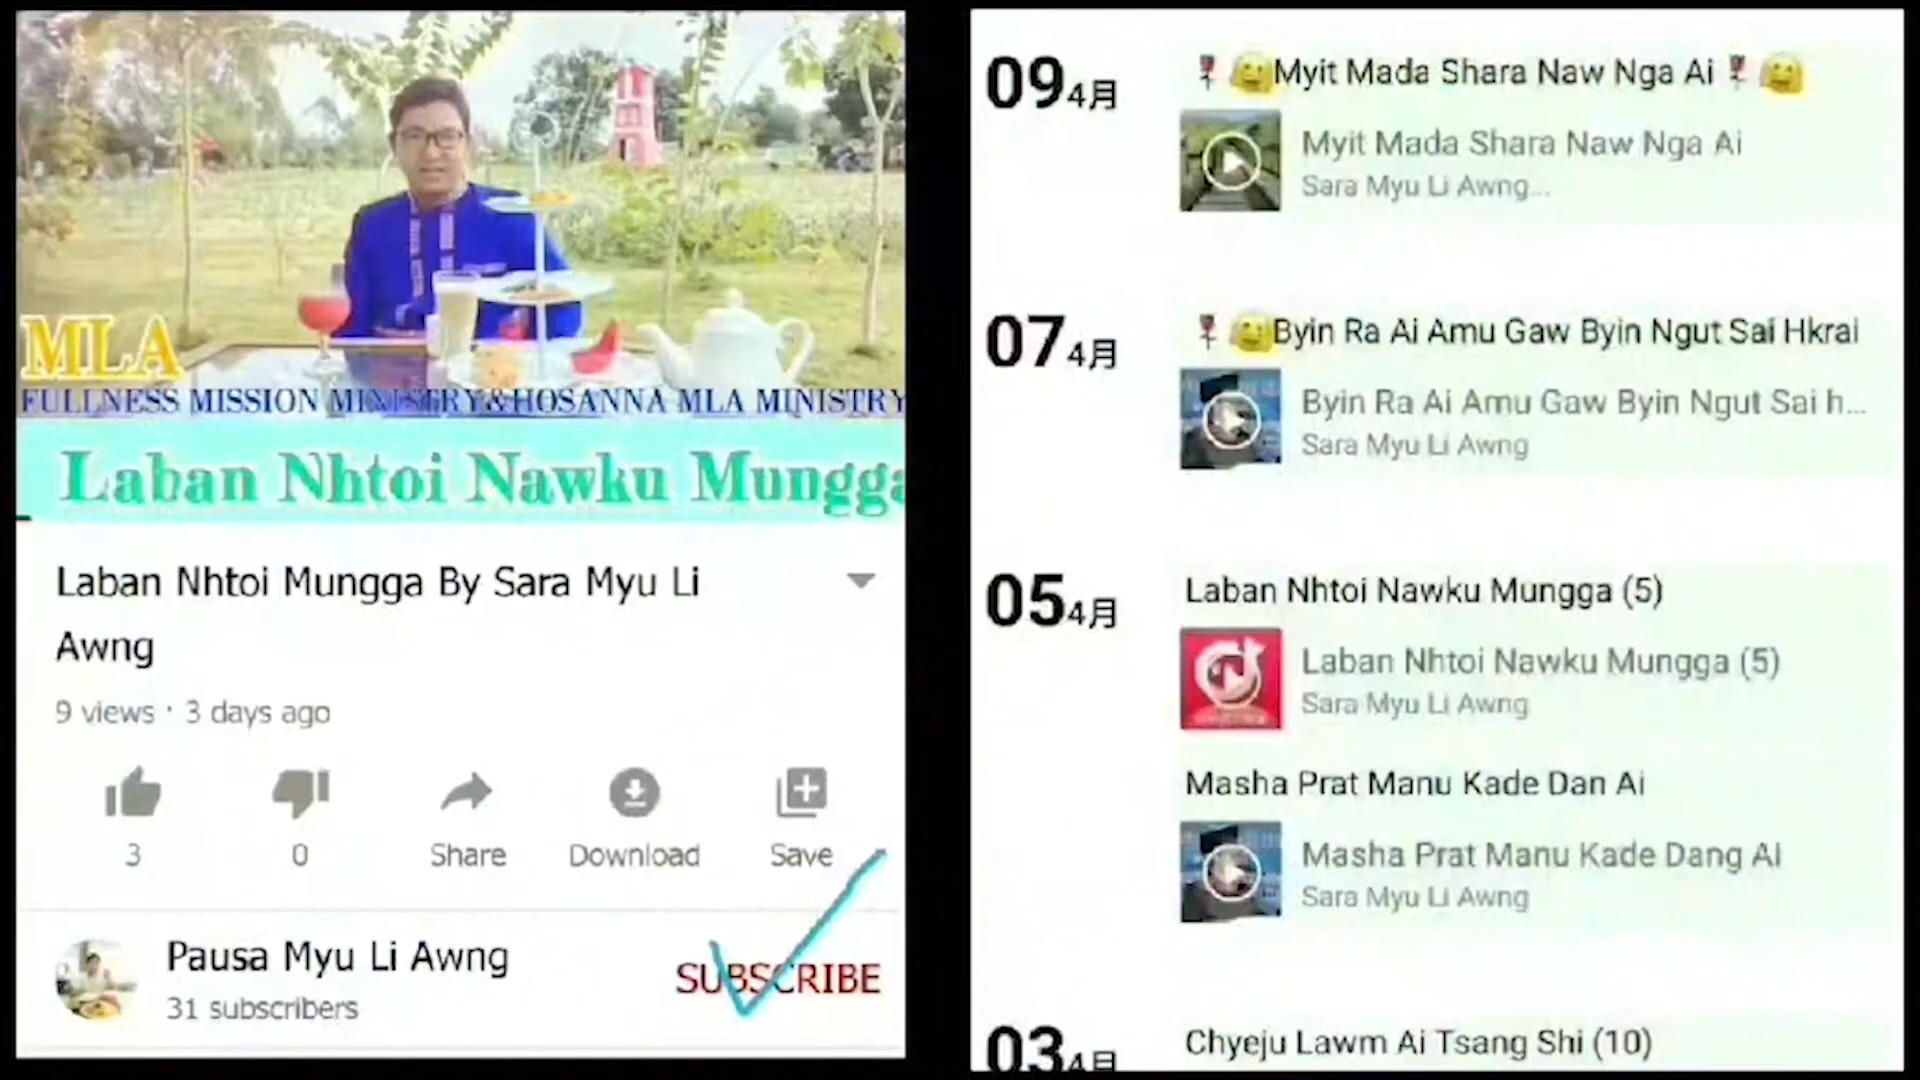 MLA
FULLNESS MISSION MINISTRY&HOSANNA MLA MINISTRY
Laban Nhtoi Nawku Mungga
Laban Nhtoi Mungga By Sara Myu Li
Awng
9 views · 3 days ago
3
0
Share
Download
Save
Pausa Myu Li Awng
31 subscribers
SUBSCRIBE
09 4月
Myit Mada Shara Naw Nga Ai
Myit Mada Shara Naw Nga Ai
Sara Myu Li Awng...
07 4月
Byin Ra Ai Amu Gaw Byin Ngut Sai Hkrai
Byin Ra Ai Amu Gaw Byin Ngut Sai h...
Sara Myu Li Awng
05 4月
Laban Nhtoi Nawku Mungga (5)
Laban Nhtoi Nawku Mungga (5)
Sara Myu Li Awng
Masha Prat Manu Kade Dan Ai
Masha Prat Manu Kade Dang AI
Sara Myu Li Awng
03 4月
Chyeju Lawm Ai Tsang Shi (10)